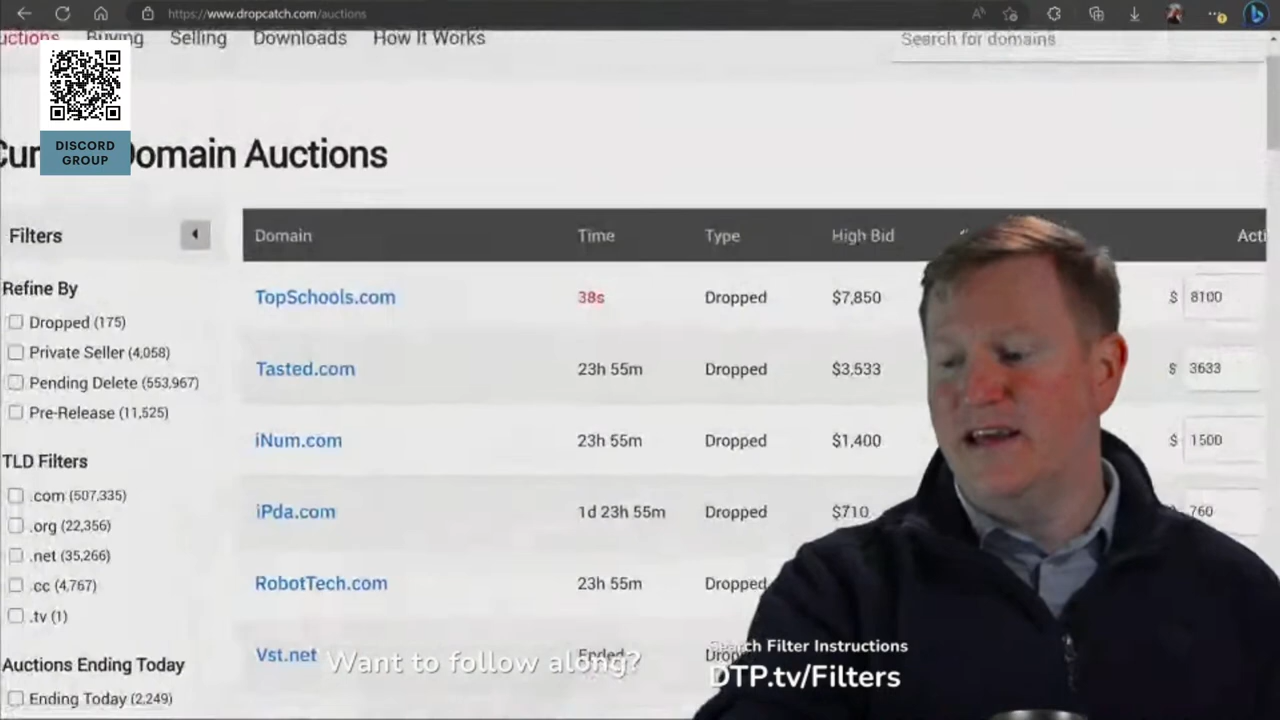 https://www.dropcatch.com/auctions
uctions Buying Selling Downloads How It Works
Search for domains
DISCORD
GROUP
Cur Domain Auctions
Filters
Domain Time Type High Bid Acti
Refine By
Dropped (175)
Private Seller (4,058)
Pending Delete (553,967)
Pre-Release (11,525)
TLD Filters
.com (507,335)
.org (22,356)
.net (35,266)
.cc (4,767)
.tv (1)
Auctions Ending Today
Ending Today (2,249)
TopSchools.com 38s Dropped $7,850 $ 8100
Tasted.com 23h 55m Dropped $3,533 $ 3633
iNum.com 23h 55m Dropped $1,400 $ 1500
iPda.com 1d 23h 55m Dropped $710 760
RobotTech.com 23h 55m Dropped
Vst.net Ended Drop
Want to follow along?
Search Filter Instructions
DTP.tv/Filters